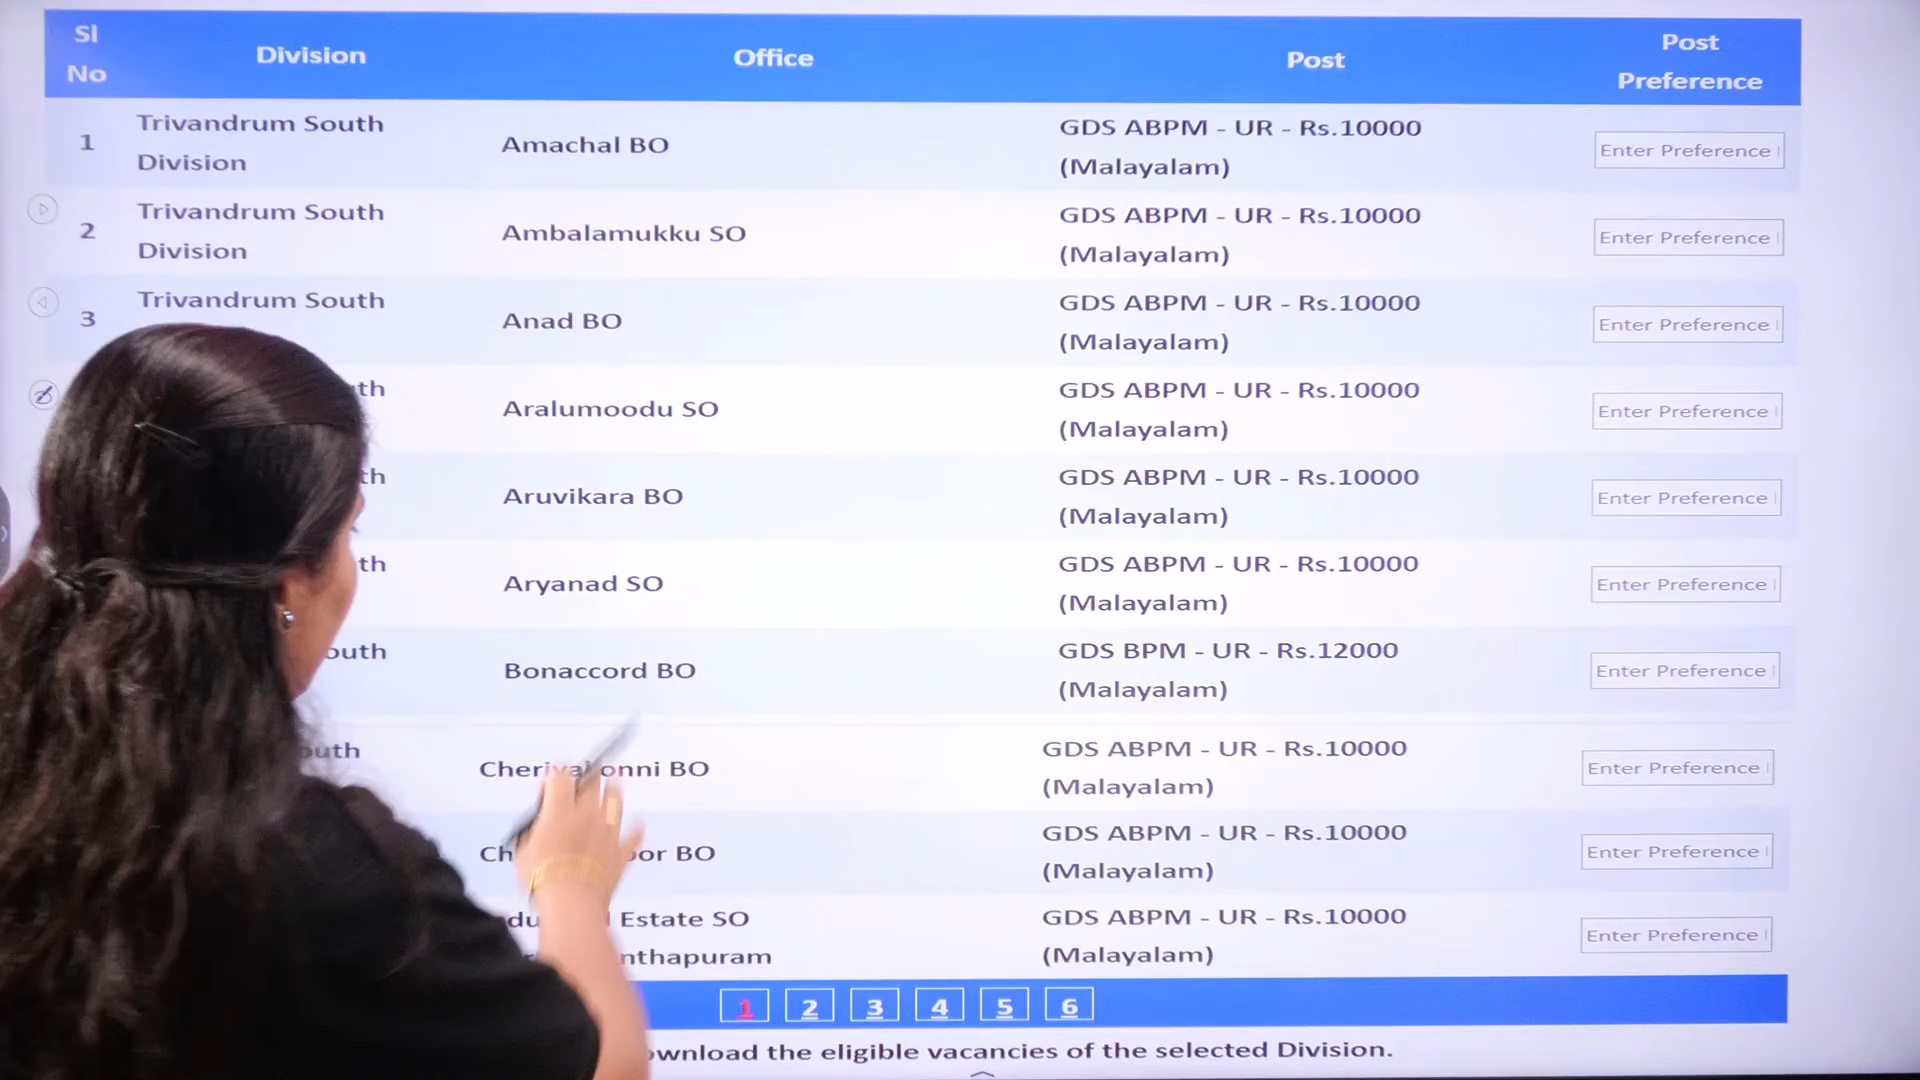 Sl No Division Office Post Post Preference
1 Trivandrum South Division Amachal BO GDS ABPM - UR - Rs.10000 (Malayalam) Enter Preference
2 Trivandrum South Division Ambalamukku SO GDS ABPM - UR - Rs.10000 (Malayalam) Enter Preference
3 Trivandrum South Anad BO GDS ABPM - UR - Rs.10000 (Malayalam) Enter Preference
Aralumoodu SO GDS ABPM - UR - Rs.10000 (Malayalam) Enter Preference
Aruvikara BO GDS ABPM - UR - Rs.10000 (Malayalam) Enter Preference
Aryanad SO GDS ABPM - UR - Rs.10000 (Malayalam) Enter Preference
Bonaccord BO GDS BPM - UR - Rs.12000 (Malayalam) Enter Preference
BO GDS ABPM - UR - Rs.10000 (Malayalam) Enter Preference
BO GDS ABPM - UR - Rs.10000 (Malayalam) Enter Preference
Estate SO GDS ABPM - UR - Rs.10000 (Malayalam) Enter Preference
1 2 3 4 5 6
the eligible vacancies of the selected Division.